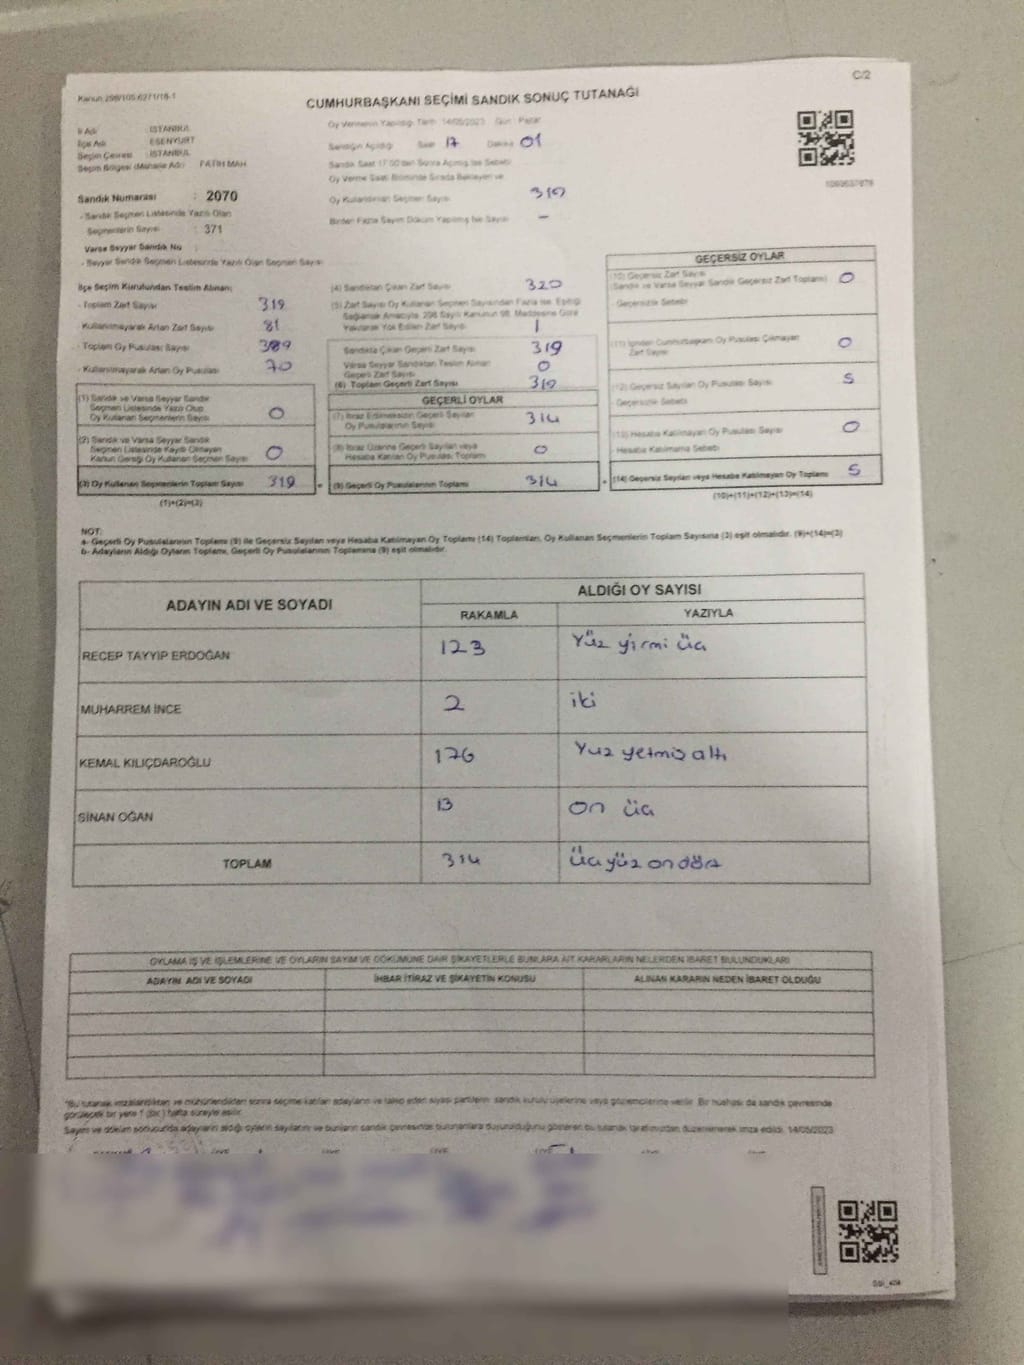 C/2
Kanun 298/105.6271/18-1
CUMHURBAŞKANI SEÇİMİ SANDIK SONUÇ TUTANAĞI
İl Adı : İSTANBUL
İlçe Adı : ESENYURT
Seçim Çevresi : İSTANBUL
Seçim Bölgesi (Mahalle Adı) : FATİH MAH.
Oy Vermenin Yapıldığı Tarih: 14/05/2023 Gün : Pazar
Sandığın Açıldığı Saat 17 Dakika 01
Sandık Saat 17:00'den Sonra Açılmış ise Sebebi
Oy Verme Saati Bitiminde Sırada Bekleyen ve
Oy Kullandırılan Seçmen Sayısı 319
Birden Fazla Sayım Döküm Yapılmış ise Sayısı -
Sandık Numarası : 2070
- Sandık Seçmen Listesinde Yazılı Olan
Seçmenlerin Sayısı : 371
Varsa Seyyar Sandık No :
- Seyyar Sandık Seçmen Listesinde Yazılı Olan Seçmen Sayısı
İlçe Seçim Kurulundan Teslim Alınan:
- Toplam Zarf Sayısı 319
- Kullanılmayarak Artan Zarf Sayısı 81
- Toplam Oy Pusulası Sayısı 389
- Kullanılmayarak Artan Oy Pusulası 70
(1) Sandık ve Varsa Seyyar Sandık
Seçmen Listesinde Yazılı Olup
Oy Kullanan Seçmenlerin Sayısı 0
(2) Sandık ve Varsa Seyyar Sandık
Seçmen Listesinde Kayıtlı Olmayan
Kanun Gereği Oy Kullanan Seçmen Sayısı 0
(3) Oy Kullanan Seçmenlerin Toplam Sayısı 319
(1)+(2)=(3)
(4) Sandıktan Çıkan Zarf Sayısı 320
(5) Zarf Sayısı Oy Kullanan Seçmen Sayısından Fazla ise, Eşitliği
Sağlamak Amacıyla, 298 Sayılı Kanunun 98. Maddesine Göre
Yakılarak Yok Edilen Zarf Sayısı 1
Sandıkta Çıkan Geçerli Zarf Sayısı 319
Varsa Seyyar Sandıktan Teslim Alınan
Geçerli Zarf Sayısı 0
(6) Toplam Geçerli Zarf Sayısı 319
GEÇERLİ OYLAR
(7) İtiraz Edilmeksizin Geçerli Sayılan
Oy Pusulasının Sayısı 314
(8) İtiraz Üzerine Geçerli Sayılan veya
Hesaba Katılan Oy Pusulası Toplamı 0
= (9) Geçerli Oy Pusulalarının Toplamı 314
GEÇERSİZ OYLAR
(10) Geçersiz Zarf Sayısı
(Sandık ve Varsa Seyyar Sandık Geçersiz Zarf Toplamı) 0
Geçersizlik Sebebi
(11) İçinden Cumhurbaşkanı Oy Pusulası Çıkmayan
Zarf Sayısı 0
(12) Geçersiz Sayılan Oy Pusulası Sayısı 5
- Geçersizlik Sebebi
(13) Hesaba Katılmayan Oy Pusulası Sayısı 0
Hesaba Katılmama Sebebi
+ (14) Geçersiz Sayılan veya Hesaba Katılmayan Oy Toplamı 5
(10)+(11)+(12)+(13)=(14)
NOT:
a- Geçerli Oy Pusulalarının Toplamı (9) ile Geçersiz Sayılan veya Hesaba Katılmayan Oy Toplamı (14) Toplamları, Oy Kullanan Seçmenlerin Toplam Sayısına (3) eşit olmalıdır. (9)+(14)=(3)
b- Adayların Aldığı Oyların Toplamı, Geçerli Oy Pusulalarının Toplamına (9) eşit olmalıdır.
ADAYIN ADI VE SOYADI ALDIĞI OY SAYISI
RAKAMLA YAZIYLA
RECEP TAYYİP ERDOĞAN 123 Yüz yirmi üç
MUHARREM İNCE 2 iki
KEMAL KILIÇDAROĞLU 176 Yuz yetmiş altı
SİNAN OĞAN 13 on üç
TOPLAM 314 Üçyüz ondört
OYLAMA İŞ VE İŞLEMLERİNE VE OYLARIN SAYIM VE DÖKÜMÜNE DAİR ŞİKAYETLERLE BUNLARA AİT KARARLARIN NELERDEN İBARET BULUNDUKLARI
ADAYIN ADI VE SOYADI İHBAR İTİRAZ VE ŞİKAYETİN KONUSU ALINAN KARARIN NEDEN İBARET OLDUĞU
"Bu tutanak imzalandıktan ve mühürlendikten sonra seçime katılan adayların ve talep eden siyasi partilerin sandık kurulu üyelerine veya gözlemcilerine verilir. Bir nüshası da sandık çevresinde
görülecek bir yere 1 (bir) hafta süreyle asılır.
Sayım ve döküm sonucunda adayların aldığı oyların sayılarını ve bunların sandık çevresinde bulunanlara duyurulduğunu gösteren bu tutanak tarafımızdan düzenlenerek imza edildi. 14/05/2023